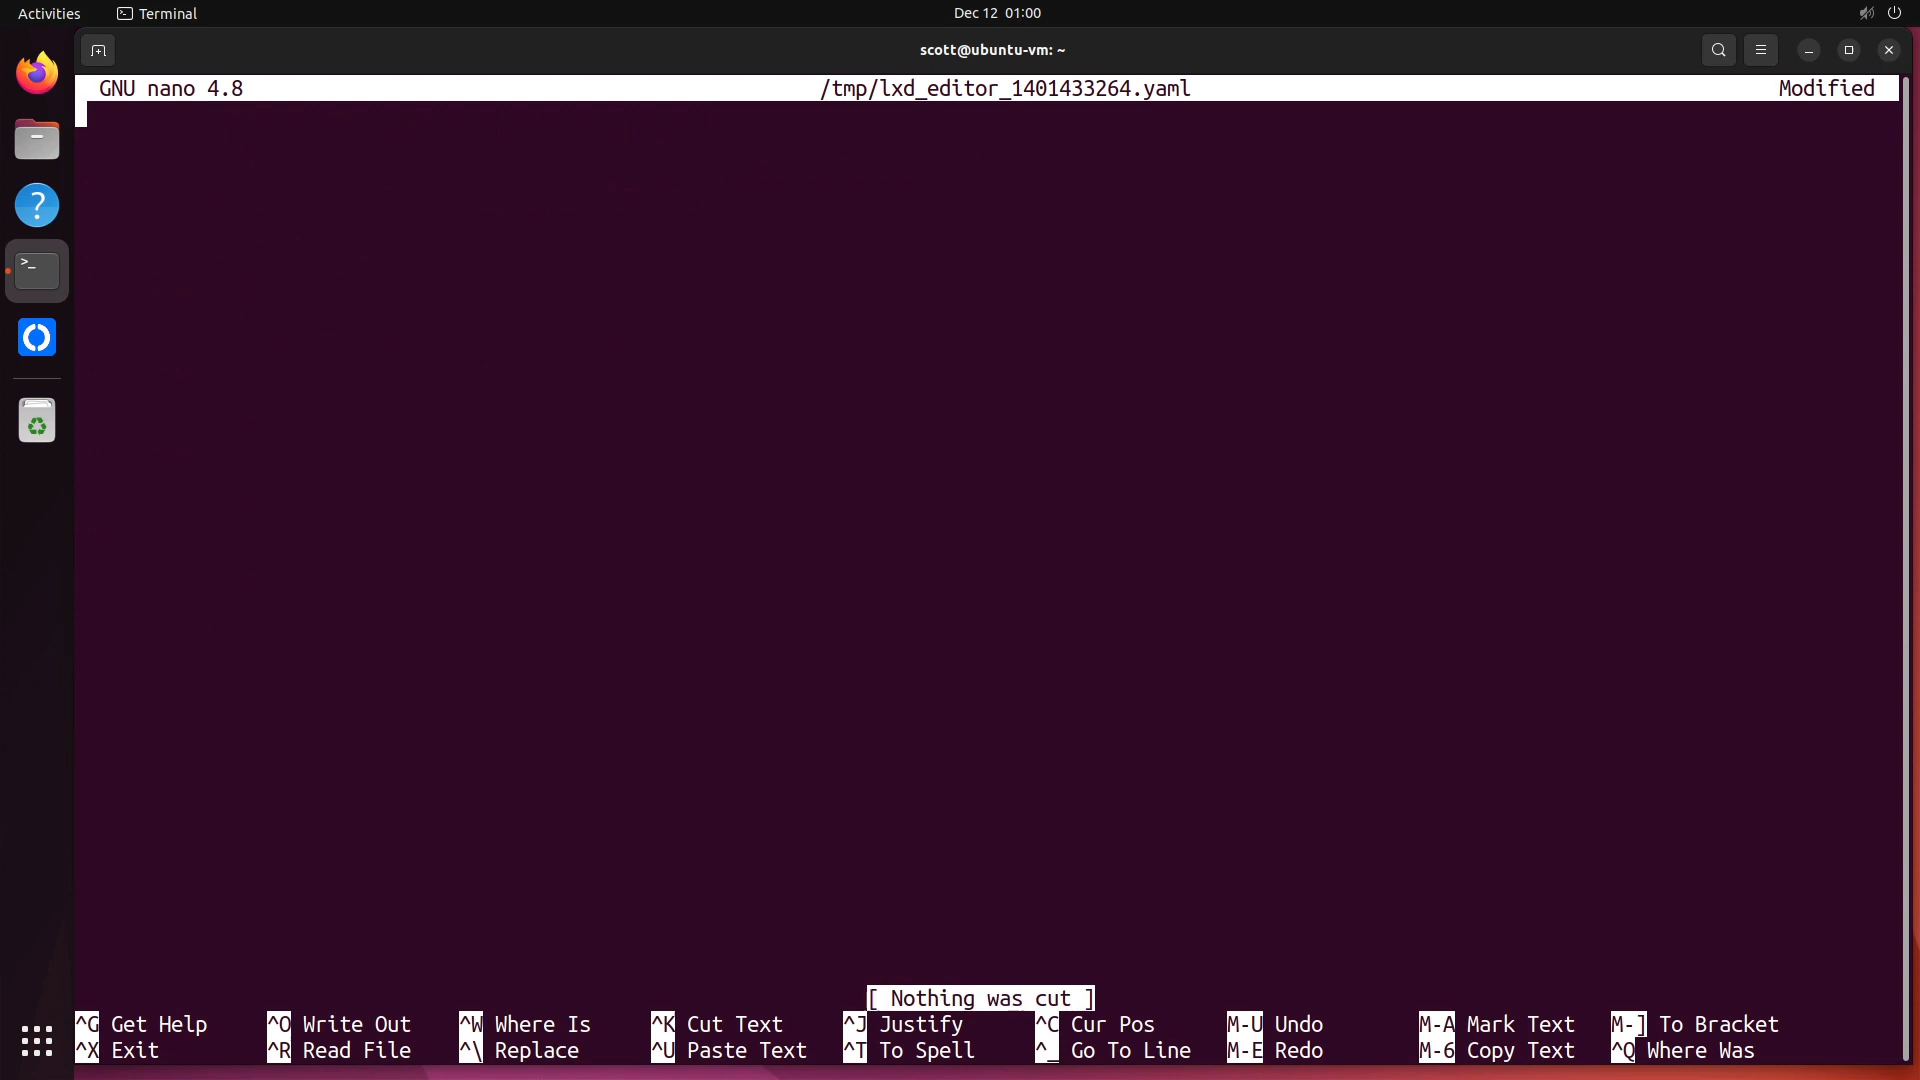 Activities Terminal Dec 12 01:00
scott@ubuntu-vm: ~
GNU nano 4.8 /tmp/lxd_editor_1401433264.yaml Modified
[ Nothing was cut ]
^G Get Help ^O Write Out ^W Where Is ^K Cut Text ^J Justify ^C Cur Pos M-U Undo M-A Mark Text M-] To Bracket
^X Exit ^R Read File ^\ Replace ^U Paste Text ^T To Spell ^_ Go To Line M-E Redo M-6 Copy Text ^Q Where Was